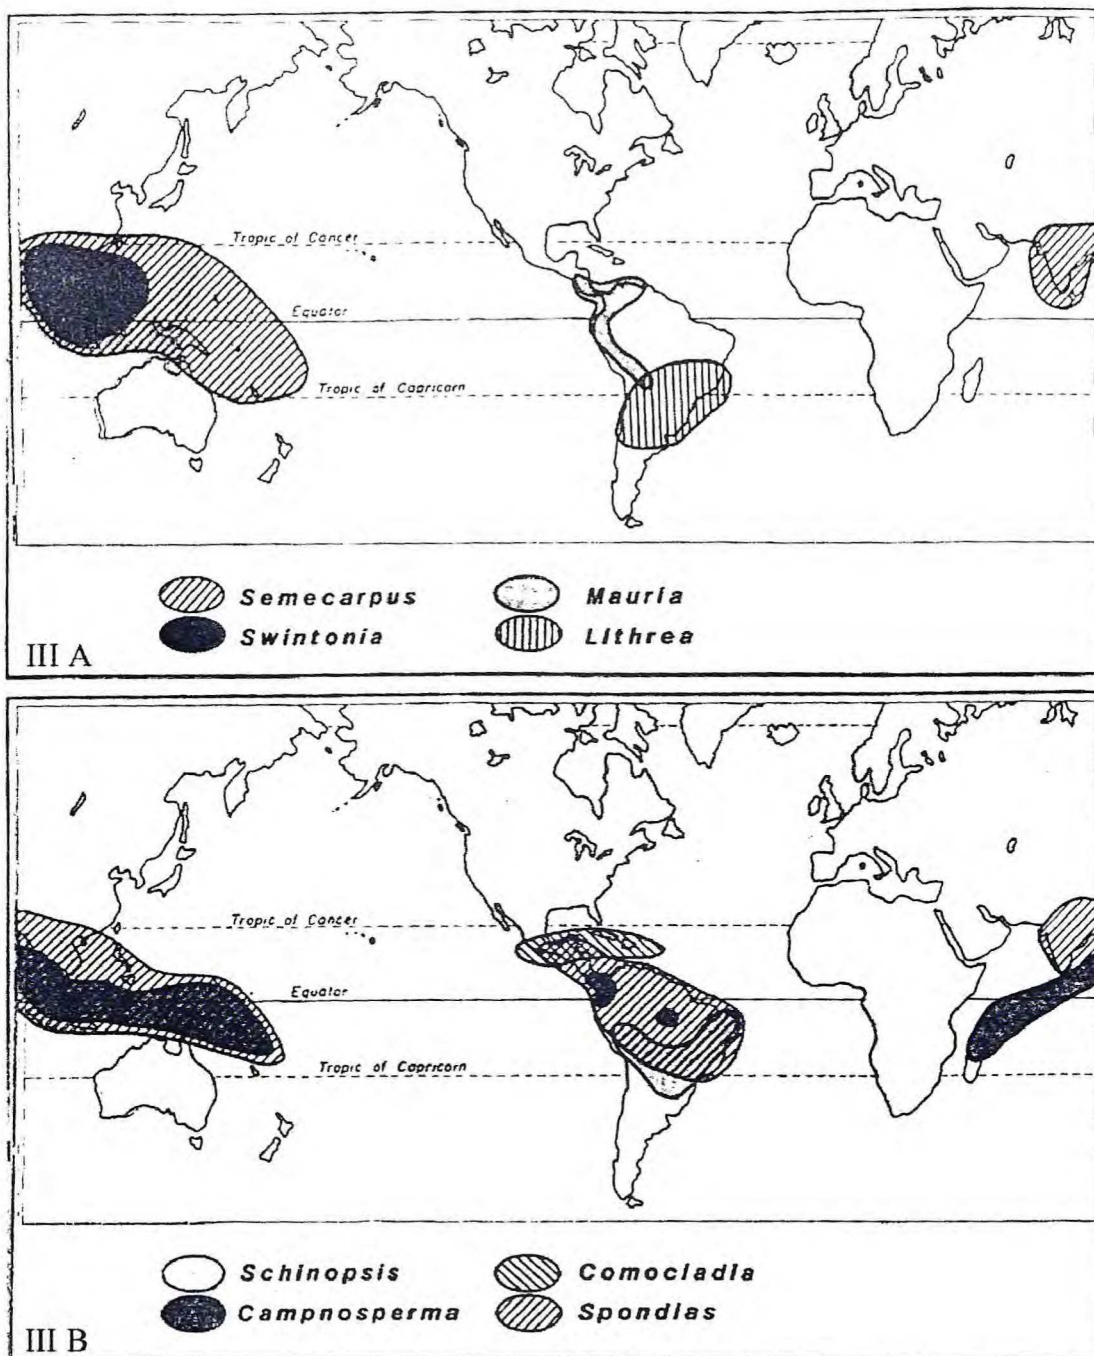 Tropic of Cancer
Equator
Tropic of Capricorn
Semecarpus
Mauria
Swintonia
Lithrea
III A
Tropic of Cancer
Equator
Tropic of Capricorn
Schinopsis
Comocladia
Campnosperma
Spondias
III B